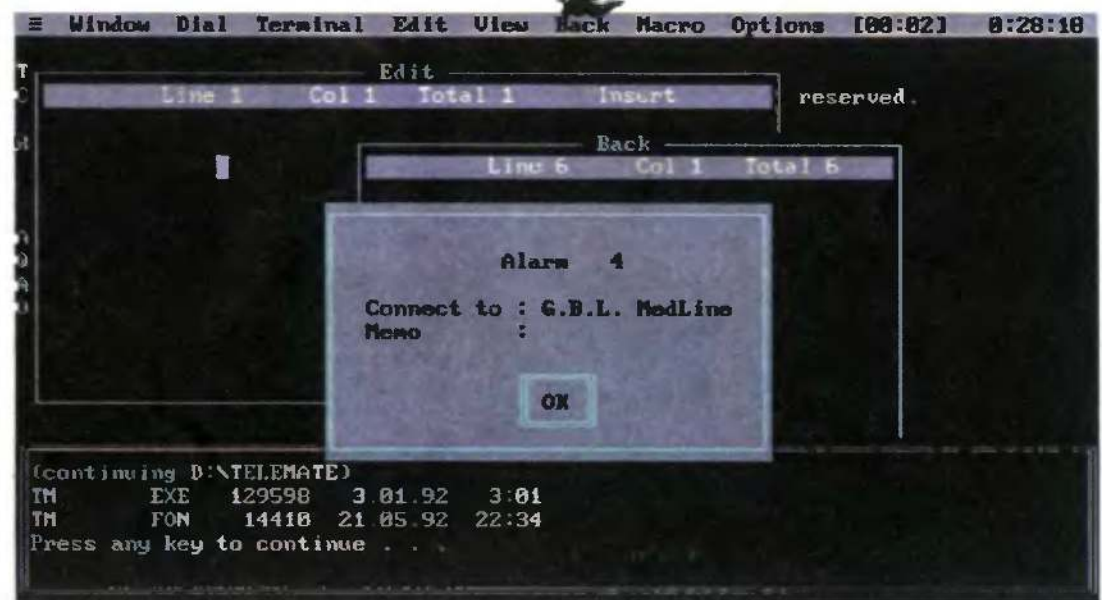 ≡ Window Dial Terminal Edit View Back Macro Options [00:02] 0:28:18
T
Edit
Line 1 Col 1 Total 1 Insert
reserved.
Back
Line 6 Col 1 Total 6
Alarm 4
Connect to : G.B.L. MedLine
Memo :
OK
(continuing D:\TELEMATE)
TM EXE 129598 3.01.92 3:01
TM FON 14418 21.05.92 22:34
Press any key to continue . . .